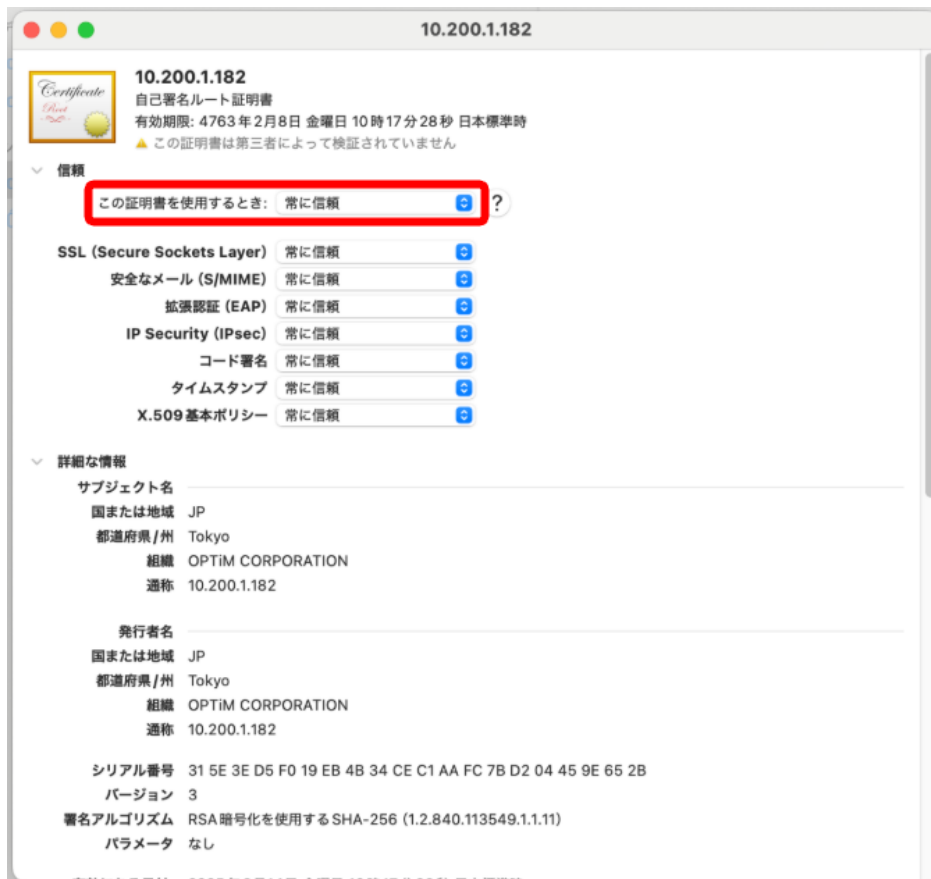 10.200.1.182
Certificate
Root
10.200.1.182
自己署名ルート証明書
有効期限: 4763年2月8日 金曜日 10時17分28秒 日本標準時
この証明書は第三者によって検証されていません
信頼
この証明書を使用するとき: 常に信頼 ?
SSL (Secure Sockets Layer) 常に信頼
安全なメール (S/MIME) 常に信頼
拡張認証 (EAP) 常に信頼
IP Security (IPsec) 常に信頼
コード署名 常に信頼
タイムスタンプ 常に信頼
X.509基本ポリシー 常に信頼
詳細な情報
サブジェクト名
国または地域 JP
都道府県/州 Tokyo
組織 OPTiM CORPORATION
通称 10.200.1.182
発行者名
国または地域 JP
都道府県/州 Tokyo
組織 OPTiM CORPORATION
通称 10.200.1.182
シリアル番号 31 5E 3E D5 F0 19 EB 4B 34 CE C1 AA FC 7B D2 04 45 9E 65 2B
バージョン 3
署名アルゴリズム RSA暗号化を使用するSHA-256 (1.2.840.113549.1.1.11)
パラメータ なし